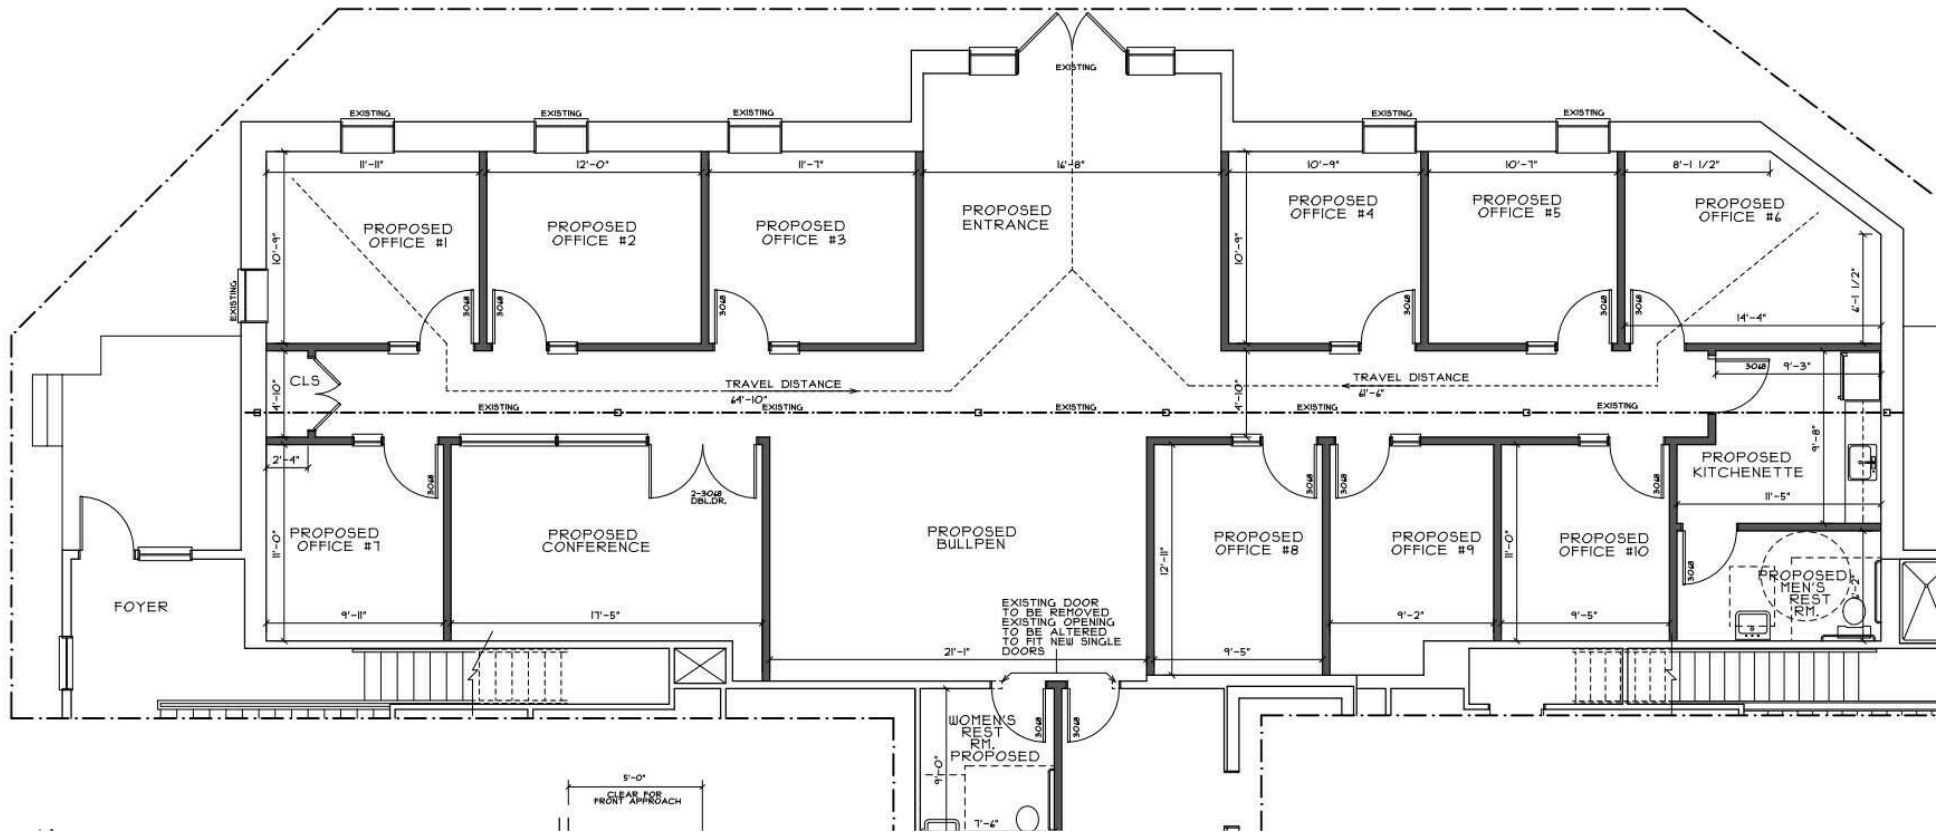 EXISTING
EXISTING
EXISTING
EXISTING
EXISTING
EXISTING
11'-11"
12'-0"
11'-7"
16'-8"
10'-9"
10'-7"
8'-1 1/2"
PROPOSED
OFFICE #1
PROPOSED
OFFICE #2
PROPOSED
OFFICE #3
PROPOSED
ENTRANCE
PROPOSED
OFFICE #4
PROPOSED
OFFICE #5
PROPOSED
OFFICE #6
10'-9"
10'-9"
6'-1 1/2"
EXISTING
3068
3068
3068
3068
3068
3068
14'-4"
CLS
4'-10"
TRAVEL DISTANCE
64'-10"
4'-10"
TRAVEL DISTANCE
61'-6"
3068
9'-3"
EXISTING
EXISTING
EXISTING
EXISTING
EXISTING
2'-4"
3068
2-3068
DBL.DR.
3068
3068
3068
9'-8"
PROPOSED
KITCHENETTE
11'-5"
PROPOSED
OFFICE #7
11'-0"
PROPOSED
CONFERENCE
PROPOSED
BULLPEN
PROPOSED
OFFICE #8
12'-11"
PROPOSED
OFFICE #9
11'-0"
PROPOSED
OFFICE #10
3068
PROPOSED
MEN'S
REST
RM.
FOYER
9'-11"
17'-5"
EXISTING DOOR
TO BE REMOVED
EXISTING OPENING
TO BE ALTERED
TO FIT NEW SINGLE
DOORS
21'-1"
9'-5"
9'-2"
9'-5"
WOMEN'S
REST
RM.
PROPOSED
3068
3068
9'-0"
7'-6"
5'-0"
CLEAR FOR
FRONT APPROACH